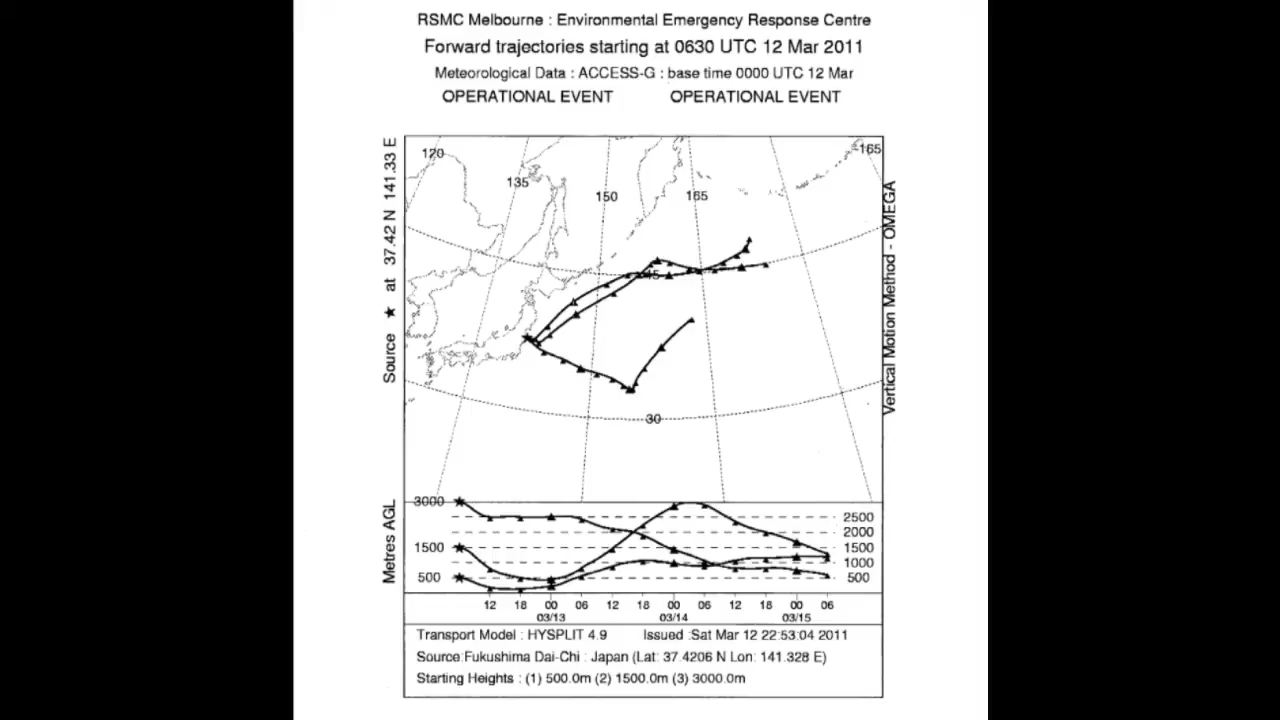 RSMC Melbourne : Environmental Emergency Response Centre
Forward trajectories starting at 0630 UTC 12 Mar 2011
Meteorological Data : ACCESS-G : base time 0000 UTC 12 Mar
OPERATIONAL EVENT OPERATIONAL EVENT
Source ★ at 37.42 N 141.33 E
120
135
150
165
-165
45
30
Vertical Motion Method - OMEGA
Metres AGL
3000
1500
500
2500
2000
1500
1000
500
12 18 00 06 12 18 00 06 12 18 00 06
03/13 03/14 03/15
Transport Model : HYSPLIT 4.9 Issued :Sat Mar 12 22:53:04 2011
Source:Fukushima Dai-Chi : Japan (Lat: 37.4206 N Lon: 141.328 E)
Starting Heights : (1) 500.0m (2) 1500.0m (3) 3000.0m